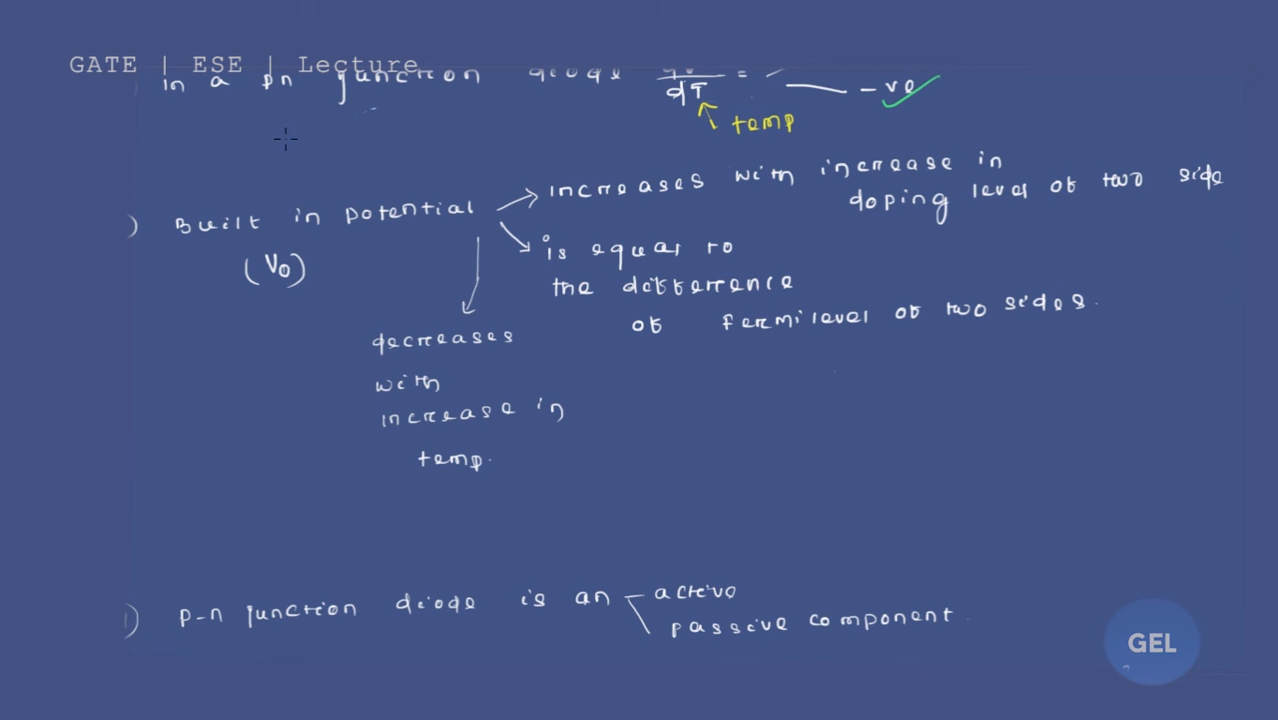 GATE | ESE | Lecture
in a pn junction diode = — -ve
dT
temp
) Built in potential
(V0)
increases with increase in
doping level of two side
is equal to
the difference
of fermi level of two sides.
decreases
with
increase in
temp.
) p-n junction diode is an active
passive component.
GEL